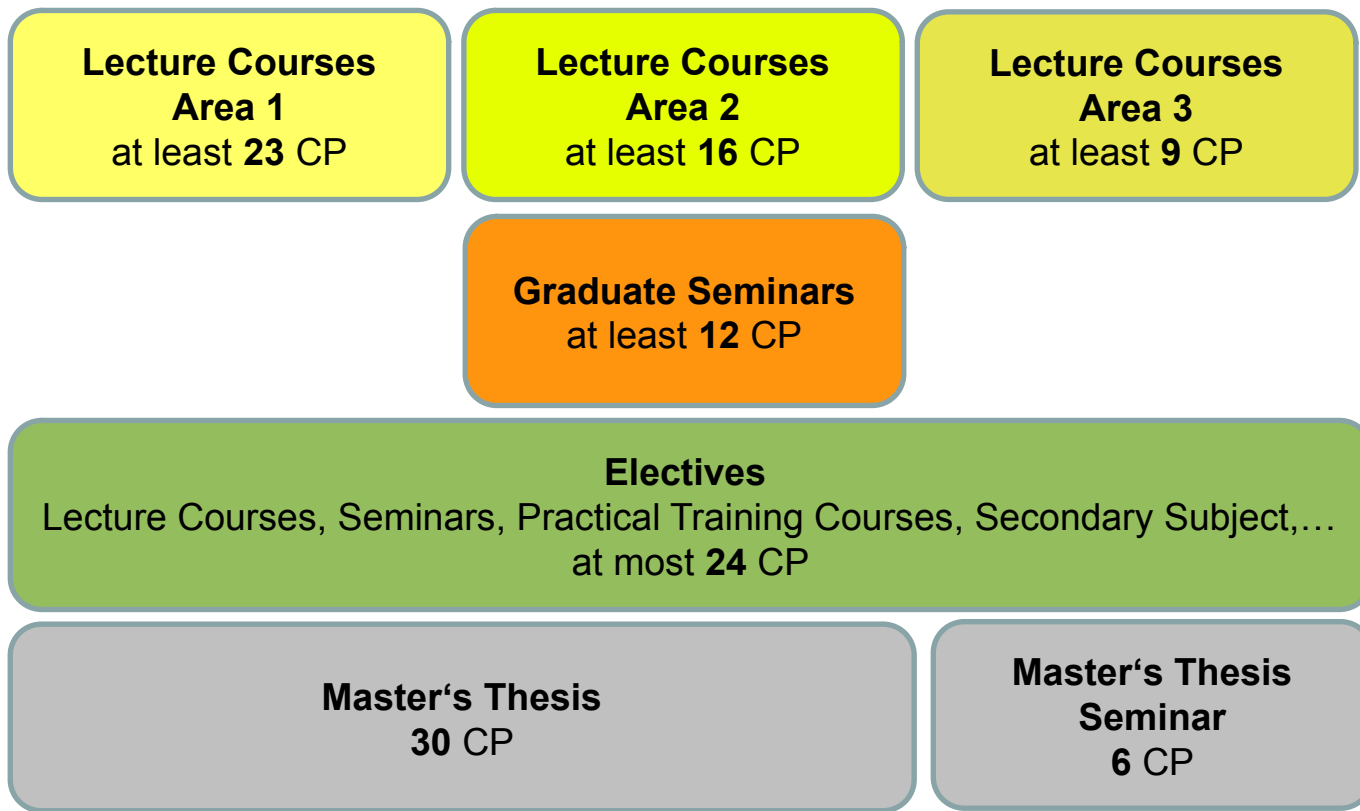 Lecture Courses
Area 1
at least 23 CP
Lecture Courses
Area 2
at least 16 CP
Lecture Courses
Area 3
at least 9 CP
Graduate Seminars
at least 12 CP
Electives
Lecture Courses, Seminars, Practical Training Courses, Secondary Subject,…
at most 24 CP
Master‘s Thesis
30 CP
Master‘s Thesis
Seminar
6 CP